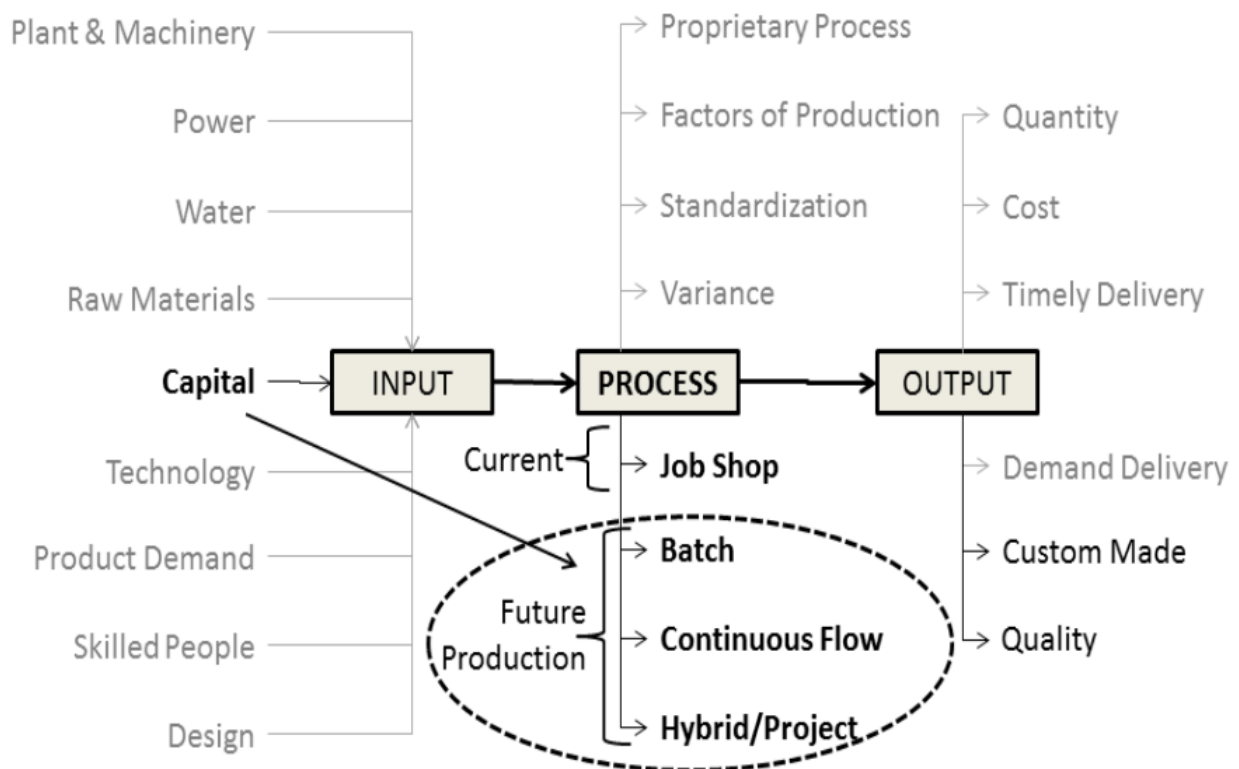 Plant & Machinery
Power
Water
Raw Materials
Capital
Technology
Product Demand
Skilled People
Design
INPUT
Proprietary Process
Factors of Production
Standardization
Variance
PROCESS
Current
Job Shop
Future
Production
Batch
Continuous Flow
Hybrid/Project
Quantity
Cost
Timely Delivery
OUTPUT
Demand Delivery
Custom Made
Quality